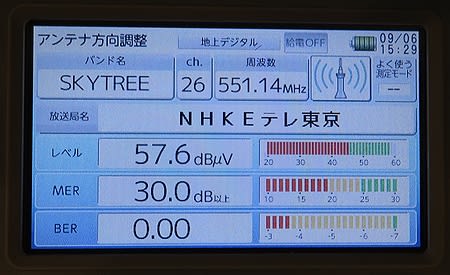 アンテナ方向調整 地上デジタル 給電OFF 09/06
15:29
バンド名 ch. 周波数 よく使う
測定モード
SKYTREE 26 551.14MHz --
放送局名 NHKEテレ東京
レベル 57.6dBμV 20 30 40 50 60
MER 30.0dB以上 10 15 20 25 30
BER 0.00 -3 -4 -5 -6 -7